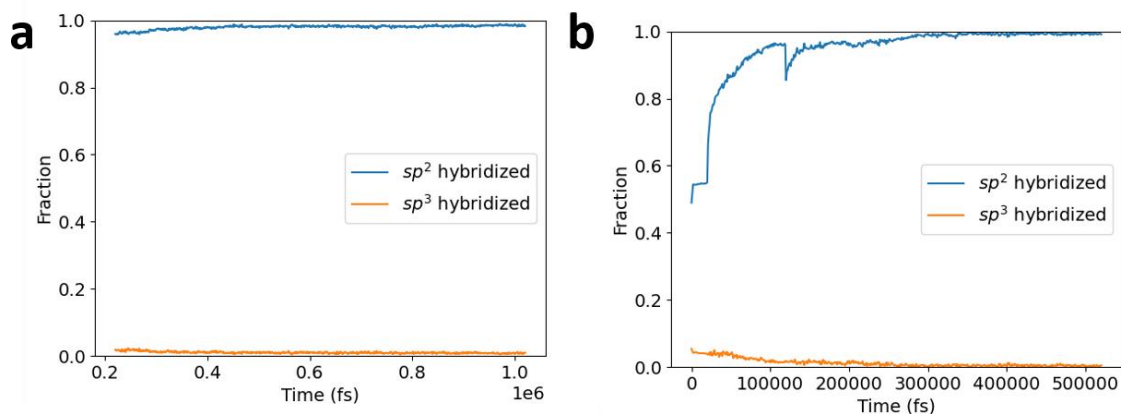 a
1.0
0.8
0.6
0.4
0.2
0.0
Fraction
sp² hybridized
sp³ hybridized
0.2 0.4 0.6 0.8 1.0
1e6
Time (fs)
b
1.0
0.8
0.6
0.4
0.2
0.0
Fraction
sp² hybridized
sp³ hybridized
0 100000 200000 300000 400000 500000
Time (fs)